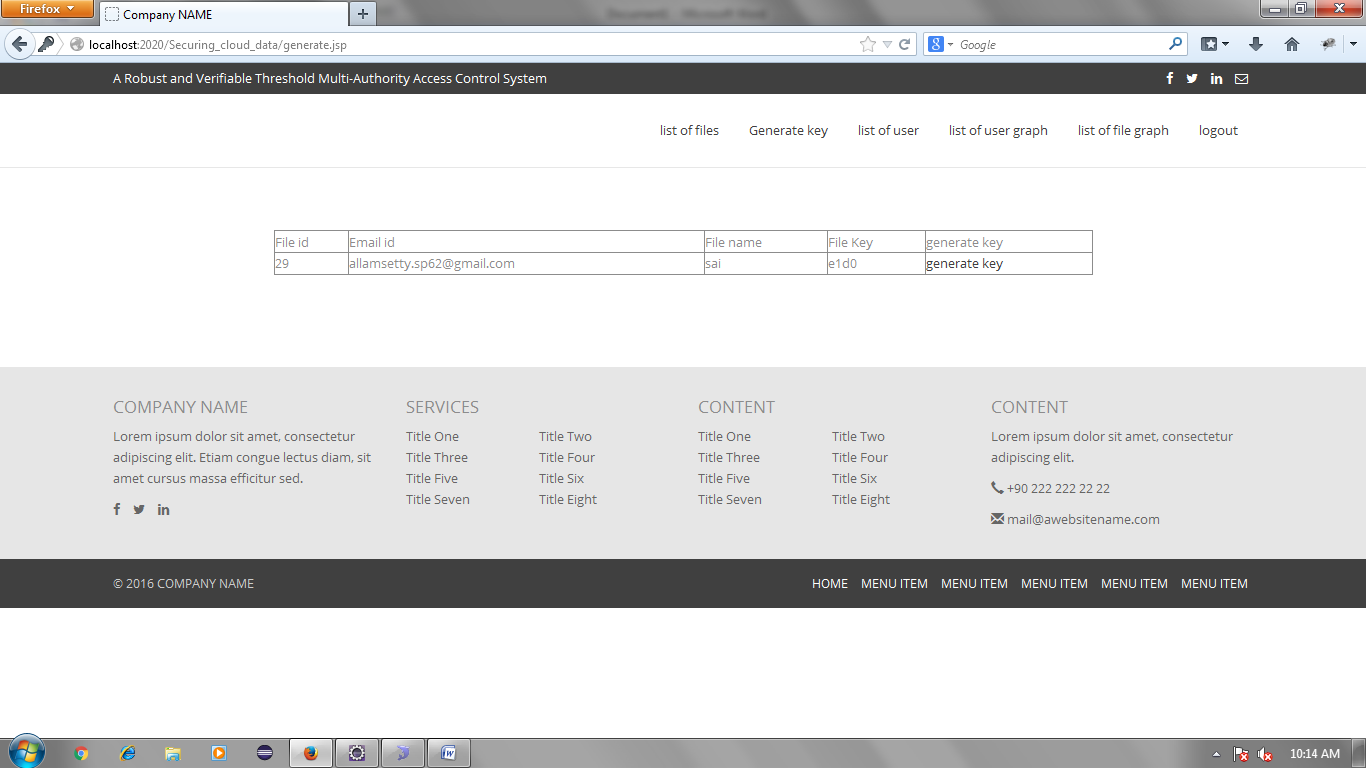 Firefox
Company NAME
localhost:2020/Securing_cloud_data/generate.jsp
Google
A Robust and Verifiable Threshold Multi-Authority Access Control System
list of files Generate key list of user list of user graph list of file graph logout
File id Email id File name File Key generate key
29 allamsetty.sp62@gmail.com sai e1d0 generate key
COMPANY NAME
Lorem ipsum dolor sit amet, consectetur
adipiscing elit. Etiam congue lectus diam, sit
amet cursus massa efficitur sed.
SERVICES
Title One Title Two
Title Three Title Four
Title Five Title Six
Title Seven Title Eight
CONTENT
Title One Title Two
Title Three Title Four
Title Five Title Six
Title Seven Title Eight
CONTENT
Lorem ipsum dolor sit amet, consectetur
adipiscing elit.
+90 222 222 22 22
mail@awebsitename.com
© 2016 COMPANY NAME
HOME MENU ITEM MENU ITEM MENU ITEM MENU ITEM MENU ITEM
10:14 AM